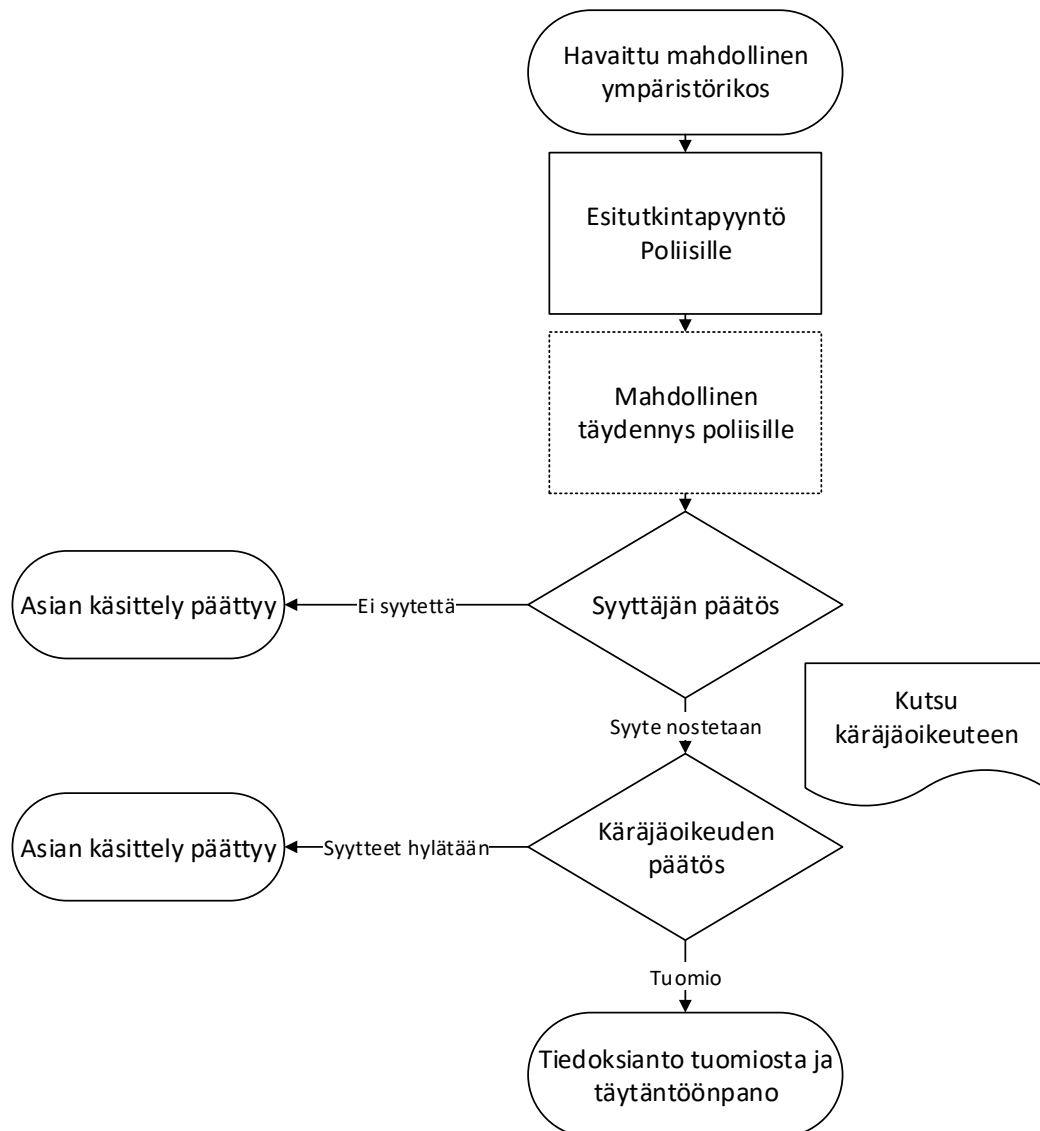 Havaittu mahdollinen
ympäristörikos
Esitutkintapyyntö
Poliisille
Mahdollinen
täydennys poliisille
Asian käsittely päättyy
Ei syytettä
Syyttäjän päätös
Syyte nostetaan
Kutsu
käräjäoikeuteen
Asian käsittely päättyy
Syytteet hylätään
Käräjäoikeuden
päätös
Tuomio
Tiedoksianto tuomiosta ja
täytäntöönpano